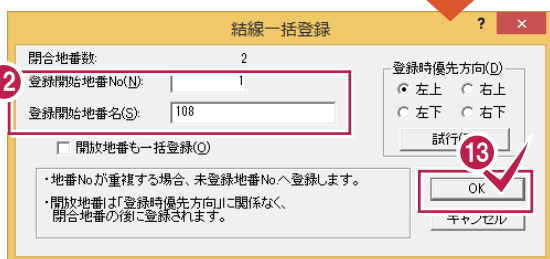 結線一括登録
? ×
閉合地番数: 2
登録開始地番No(N): 1
登録開始地番名(S): 108
開放地番も一括登録(O)
登録時優先方向(D)
左上 右上
左下 右下
試行
・地番Noが重複する場合、未登録地番No.へ登録します。
・開放地番は「登録時優先方向」に関係なく、
閉合地番の後に登録されます。
13
OK
キャンセル